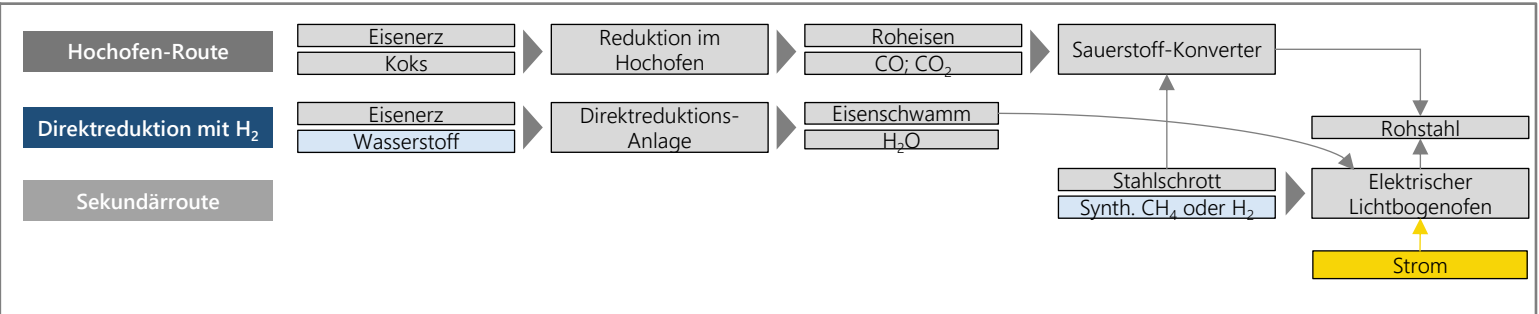 Hochofen-Route
Eisenerz
Koks
Reduktion im
Hochofen
Roheisen
CO; CO₂
Sauerstoff-Konverter
Direktreduktion mit H₂
Eisenerz
Wasserstoff
Direktreduktions-
Anlage
Eisenschwamm
H₂O
Rohstahl
Sekundärroute
Stahlschrott
Synth. CH₄ oder H₂
Elektrischer
Lichtbogenofen
Strom